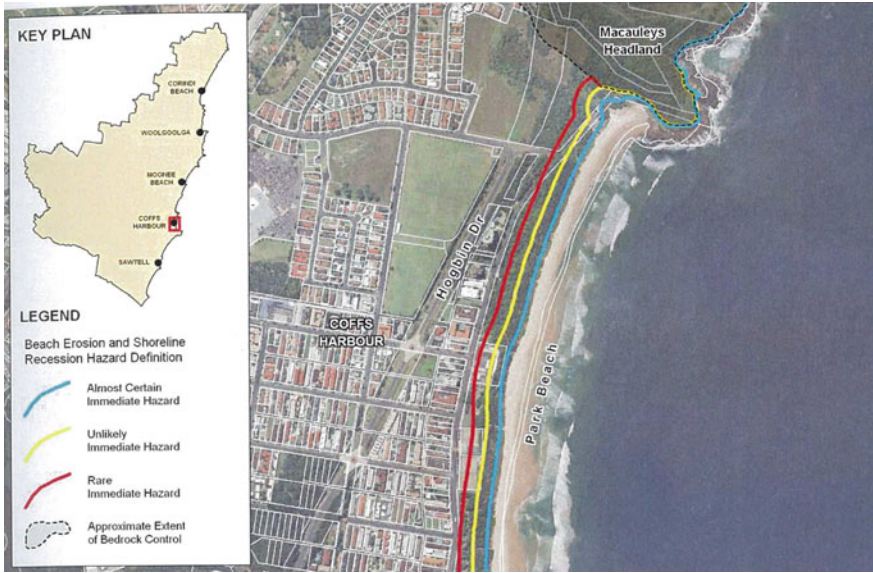 KEY PLAN
CORINDI
BEACH
WOOLGOOLGA
MOONEE
BEACH
COFFS
HARBOUR
SAWTELL
LEGEND
Beach Erosion and Shoreline
Recession Hazard Definition
Almost Certain
Immediate Hazard
Unlikely
Immediate Hazard
Rare
Immediate Hazard
Approximate Extent
of Bedrock Control
Macauleys
Headland
Hogbin Dr
COFFS
HARBOUR
Park Beach